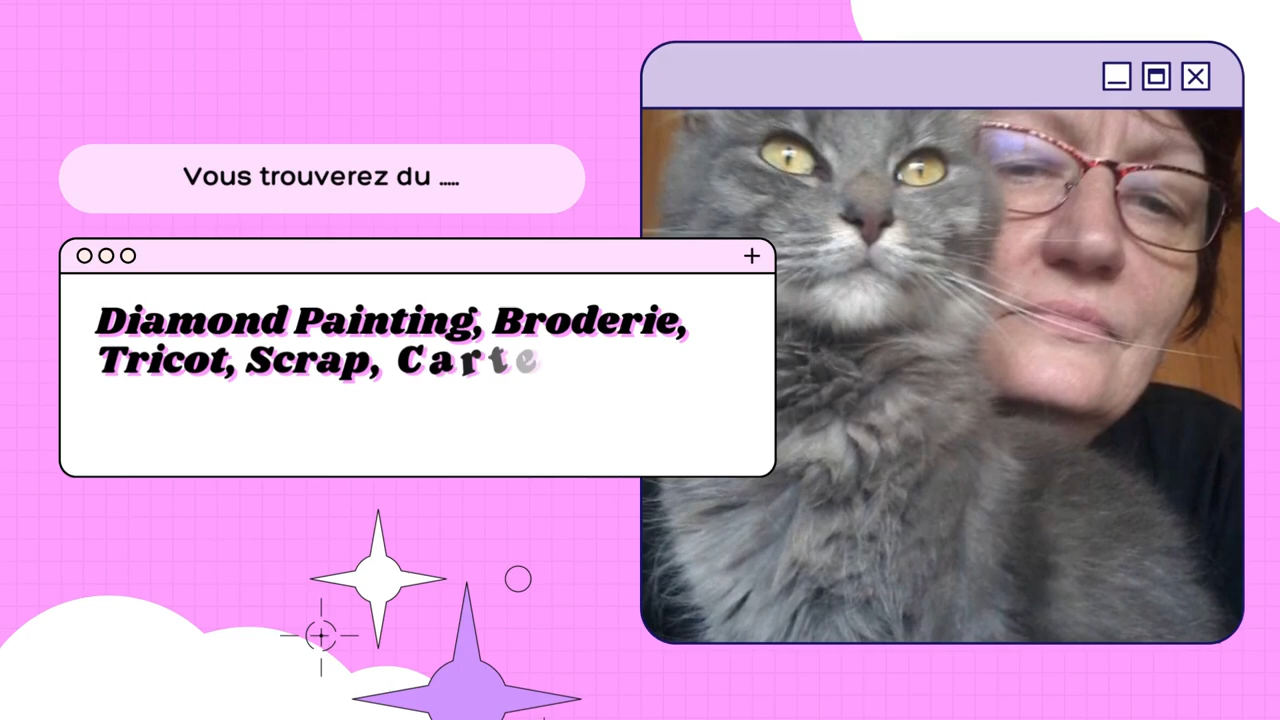 Vous trouverez du .....
Diamond Painting, Broderie,
Tricot, Scrap, Carte